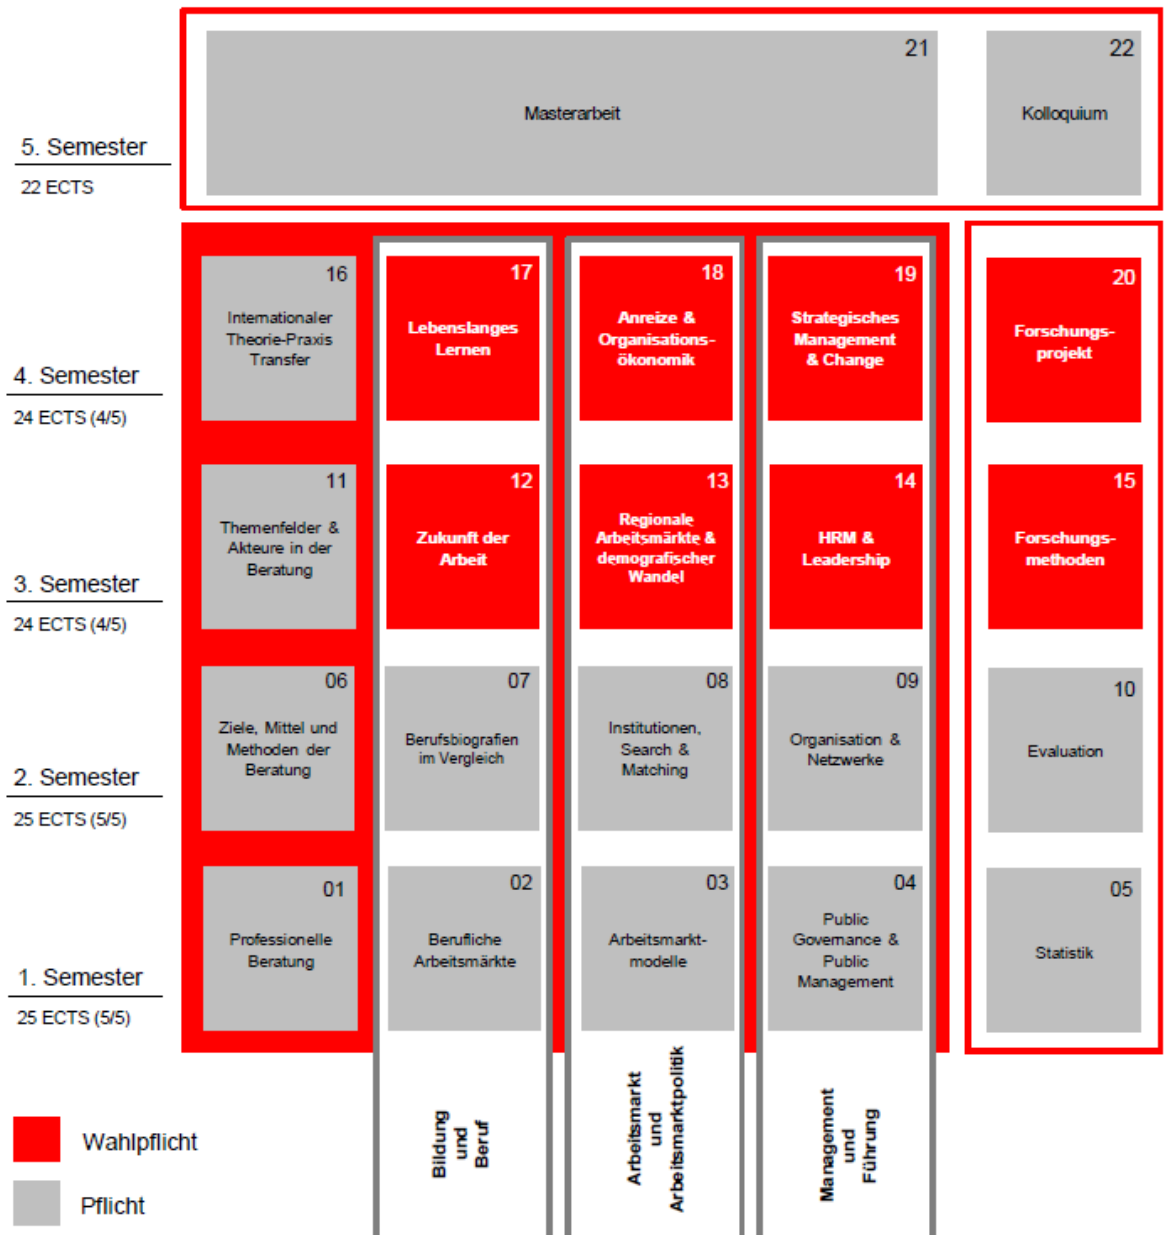 21
Masterarbeit
22
Kolloquium
5. Semester
22 ECTS
16
Internationaler
Theorie-Praxis
Transfer
17
Lebenslanges
Lernen
18
Anreize &
Organisations-
ökonomik
19
Strategisches
Management
& Change
20
Forschungs-
projekt
4. Semester
24 ECTS (4/5)
11
Themenfelder &
Akteure in der
Beratung
12
Zukunft der
Arbeit
13
Regionale
Arbeitsmärkte &
demografischer
Wandel
14
HRM &
Leadership
15
Forschungs-
methoden
3. Semester
24 ECTS (4/5)
06
Ziele, Mittel und
Methoden der
Beratung
07
Berufsbiografien
im Vergleich
08
Institutionen,
Search &
Matching
09
Organisation &
Netzwerke
10
Evaluation
2. Semester
25 ECTS (5/5)
01
Professionelle
Beratung
02
Berufliche
Arbeitsmärkte
03
Arbeitsmarkt-
modelle
04
Public
Governance &
Public
Management
05
Statistik
1. Semester
25 ECTS (5/5)
Bildung
und
Beruf
Arbeitsmarkt
und
Arbeitsmarktpolitik
Management
und
Führung
Wahlpflicht
Pflicht